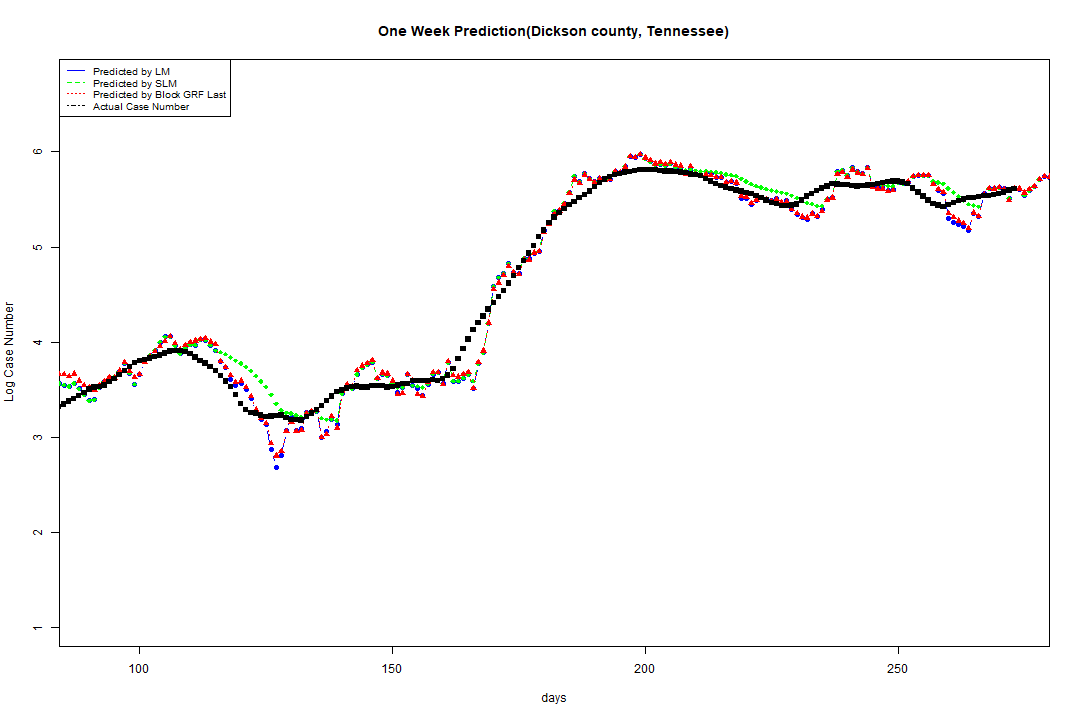 One Week Prediction(Dickson county, Tennessee)
Predicted by LM
Predicted by SLM
Predicted by Block GRF Last
Actual Case Number
6
5
4
3
2
1
Log Case Number
100 150 200 250
days